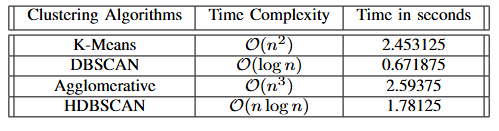 Clustering Algorithms Time Complexity Time in seconds
K-Means O(n²) 2.453125
DBSCAN O(log n) 0.671875
Agglomerative O(n³) 2.59375
HDBSCAN O(n log n) 1.78125